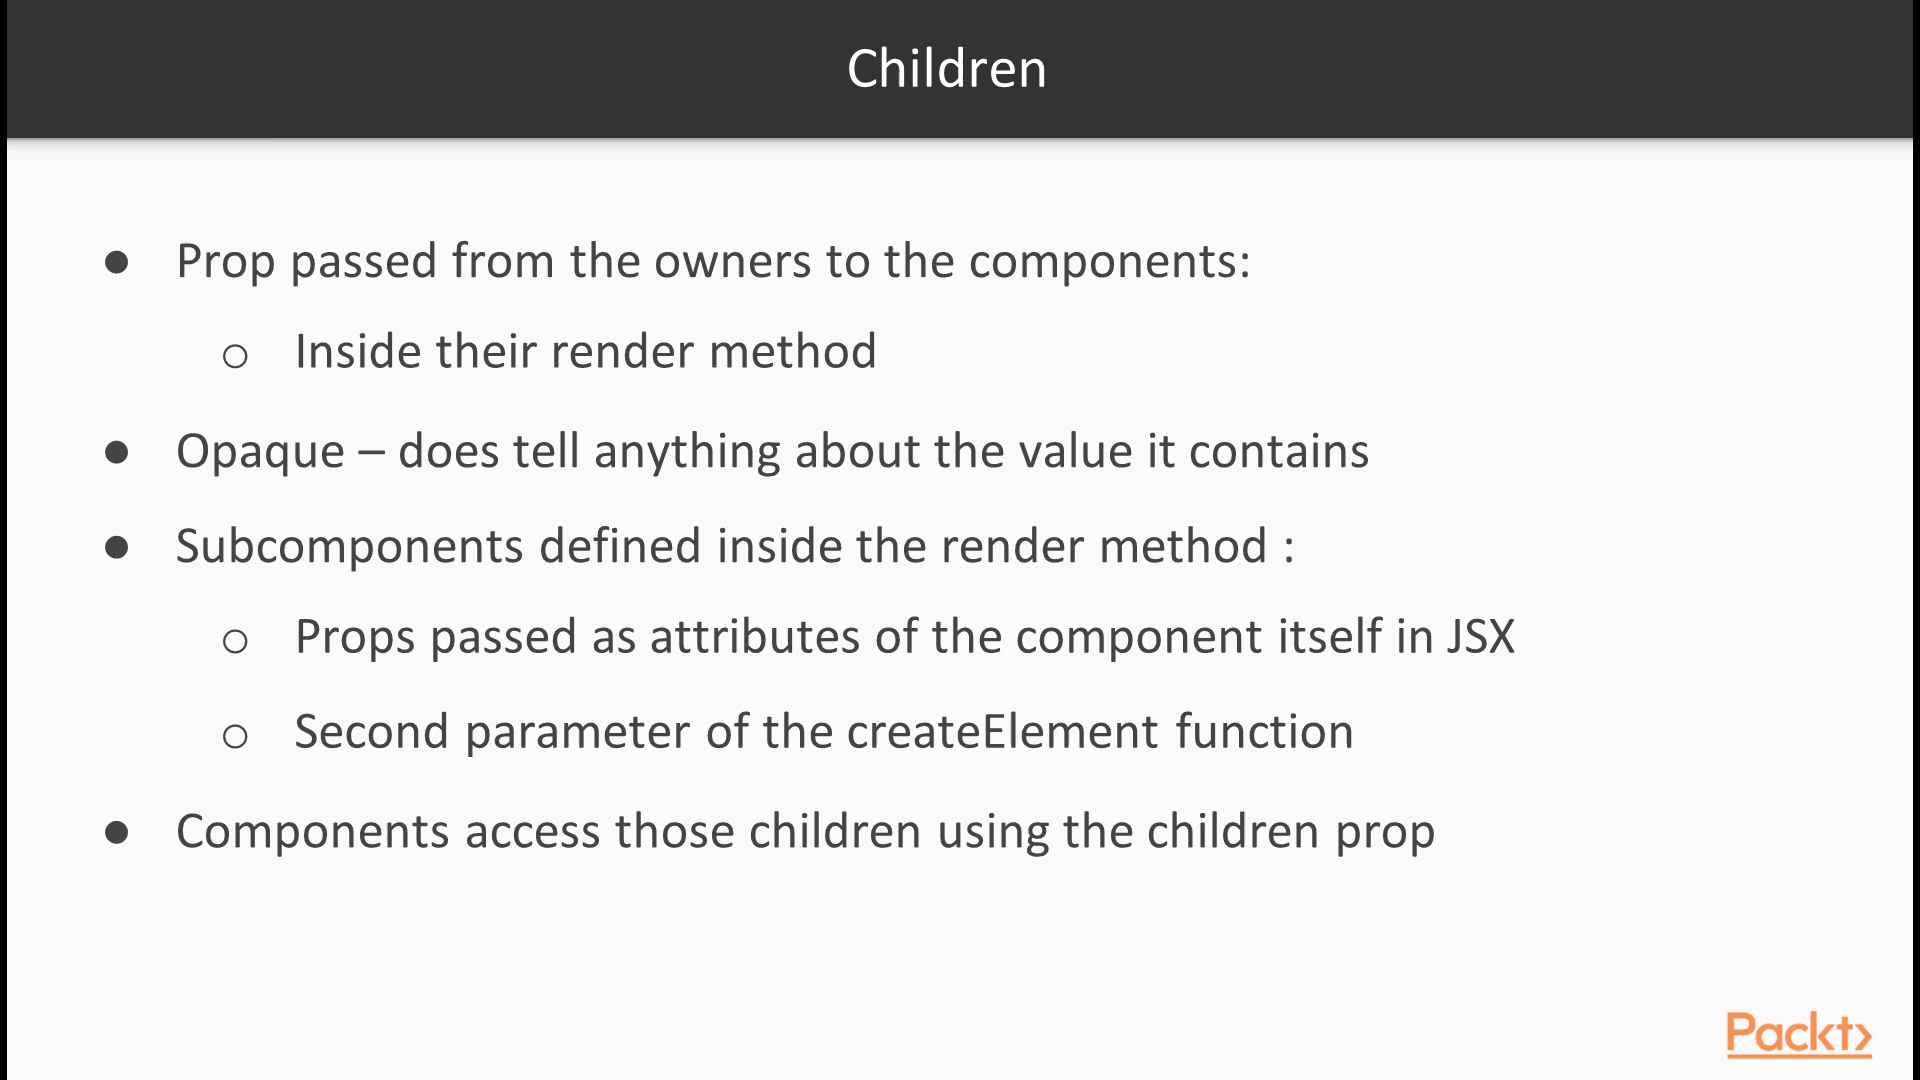 Children
● Prop passed from the owners to the components:
○ Inside their render method
● Opaque – does tell anything about the value it contains
● Subcomponents defined inside the render method :
○ Props passed as attributes of the component itself in JSX
○ Second parameter of the createElement function
● Components access those children using the children prop
Packt>